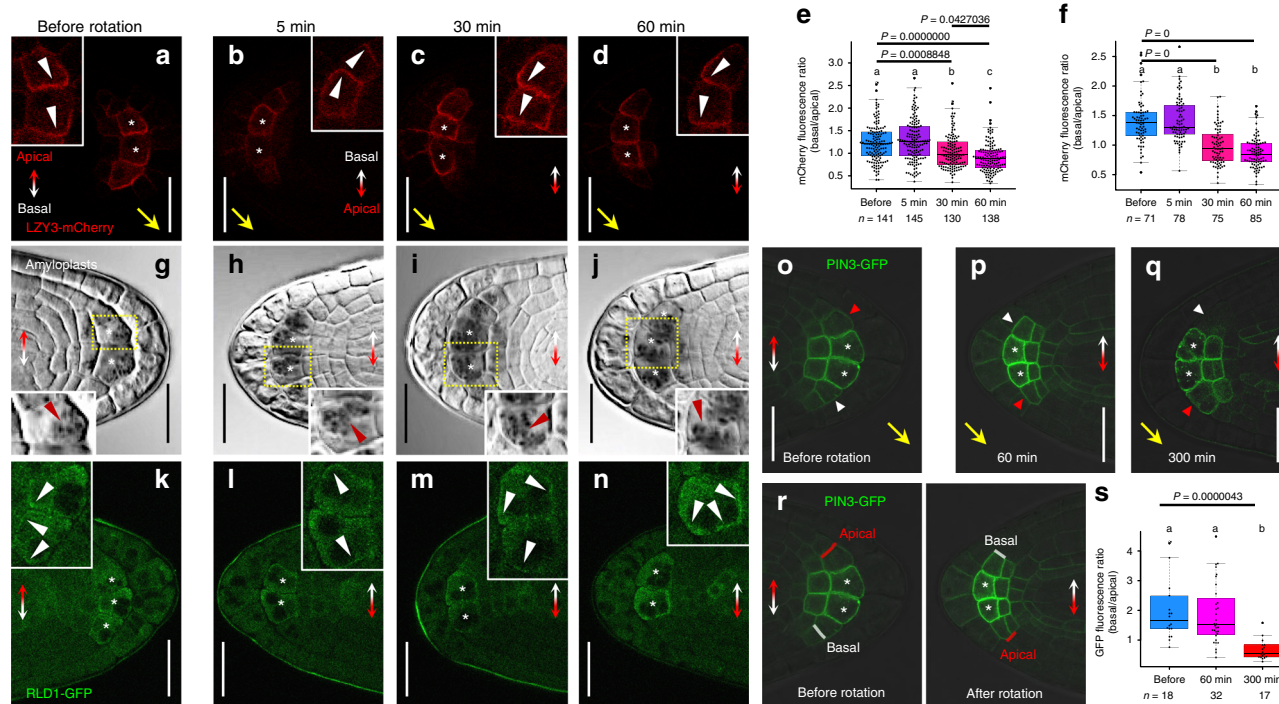 Before rotation
5 min
30 min
60 min
a
Apical
Basal
LZY3-mCherry
b
Basal
Apical
c
d
e
P = 0.0427036
P = 0.0000000
P = 0.0008848
a a b c
3.0
2.5
2.0
1.5
1.0
0.5
mCherry fluorescence ratio
(basal/apical)
Before 5 min 30 min 60 min
n = 141 145 130 138
f
P = 0
P = 0
a a b b
2.5
2.0
1.5
1.0
0.5
mCherry fluorescence ratio
(basal/apical)
Before 5 min 30 min 60 min
n = 71 78 75 85
Amyloplasts
g
h
i
j
k
RLD1-GFP
l
m
n
o
PIN3-GFP
Before rotation
p
60 min
q
300 min
r
PIN3-GFP
Apical
Basal
Before rotation
Basal
Apical
After rotation
s
P = 0.0000043
a a b
4
3
2
1
GFP fluorescence ratio
(basal/apical)
Before 60 min 300 min
n = 18 32 17